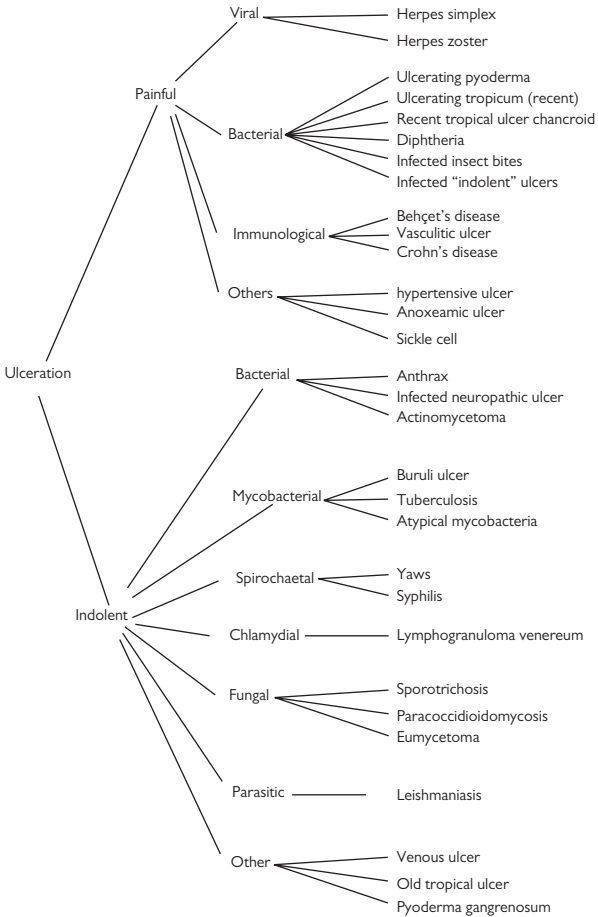 Ulceration
Painful
Viral
Herpes simplex
Herpes zoster
Bacterial
Ulcerating pyoderma
Ulcerating tropicum (recent)
Recent tropical ulcer chancroid
Diphtheria
Infected insect bites
Infected “indolent” ulcers
Immunological
Behçet’s disease
Vasculitic ulcer
Crohn’s disease
Others
hypertensive ulcer
Anoxeamic ulcer
Sickle cell
Indolent
Bacterial
Anthrax
Infected neuropathic ulcer
Actinomycetoma
Mycobacterial
Buruli ulcer
Tuberculosis
Atypical mycobacteria
Spirochaetal
Yaws
Syphilis
Chlamydial
Lymphogranuloma venereum
Fungal
Sporotrichosis
Paracoccidioidomycosis
Eumycetoma
Parasitic
Leishmaniasis
Other
Venous ulcer
Old tropical ulcer
Pyoderma gangrenosum